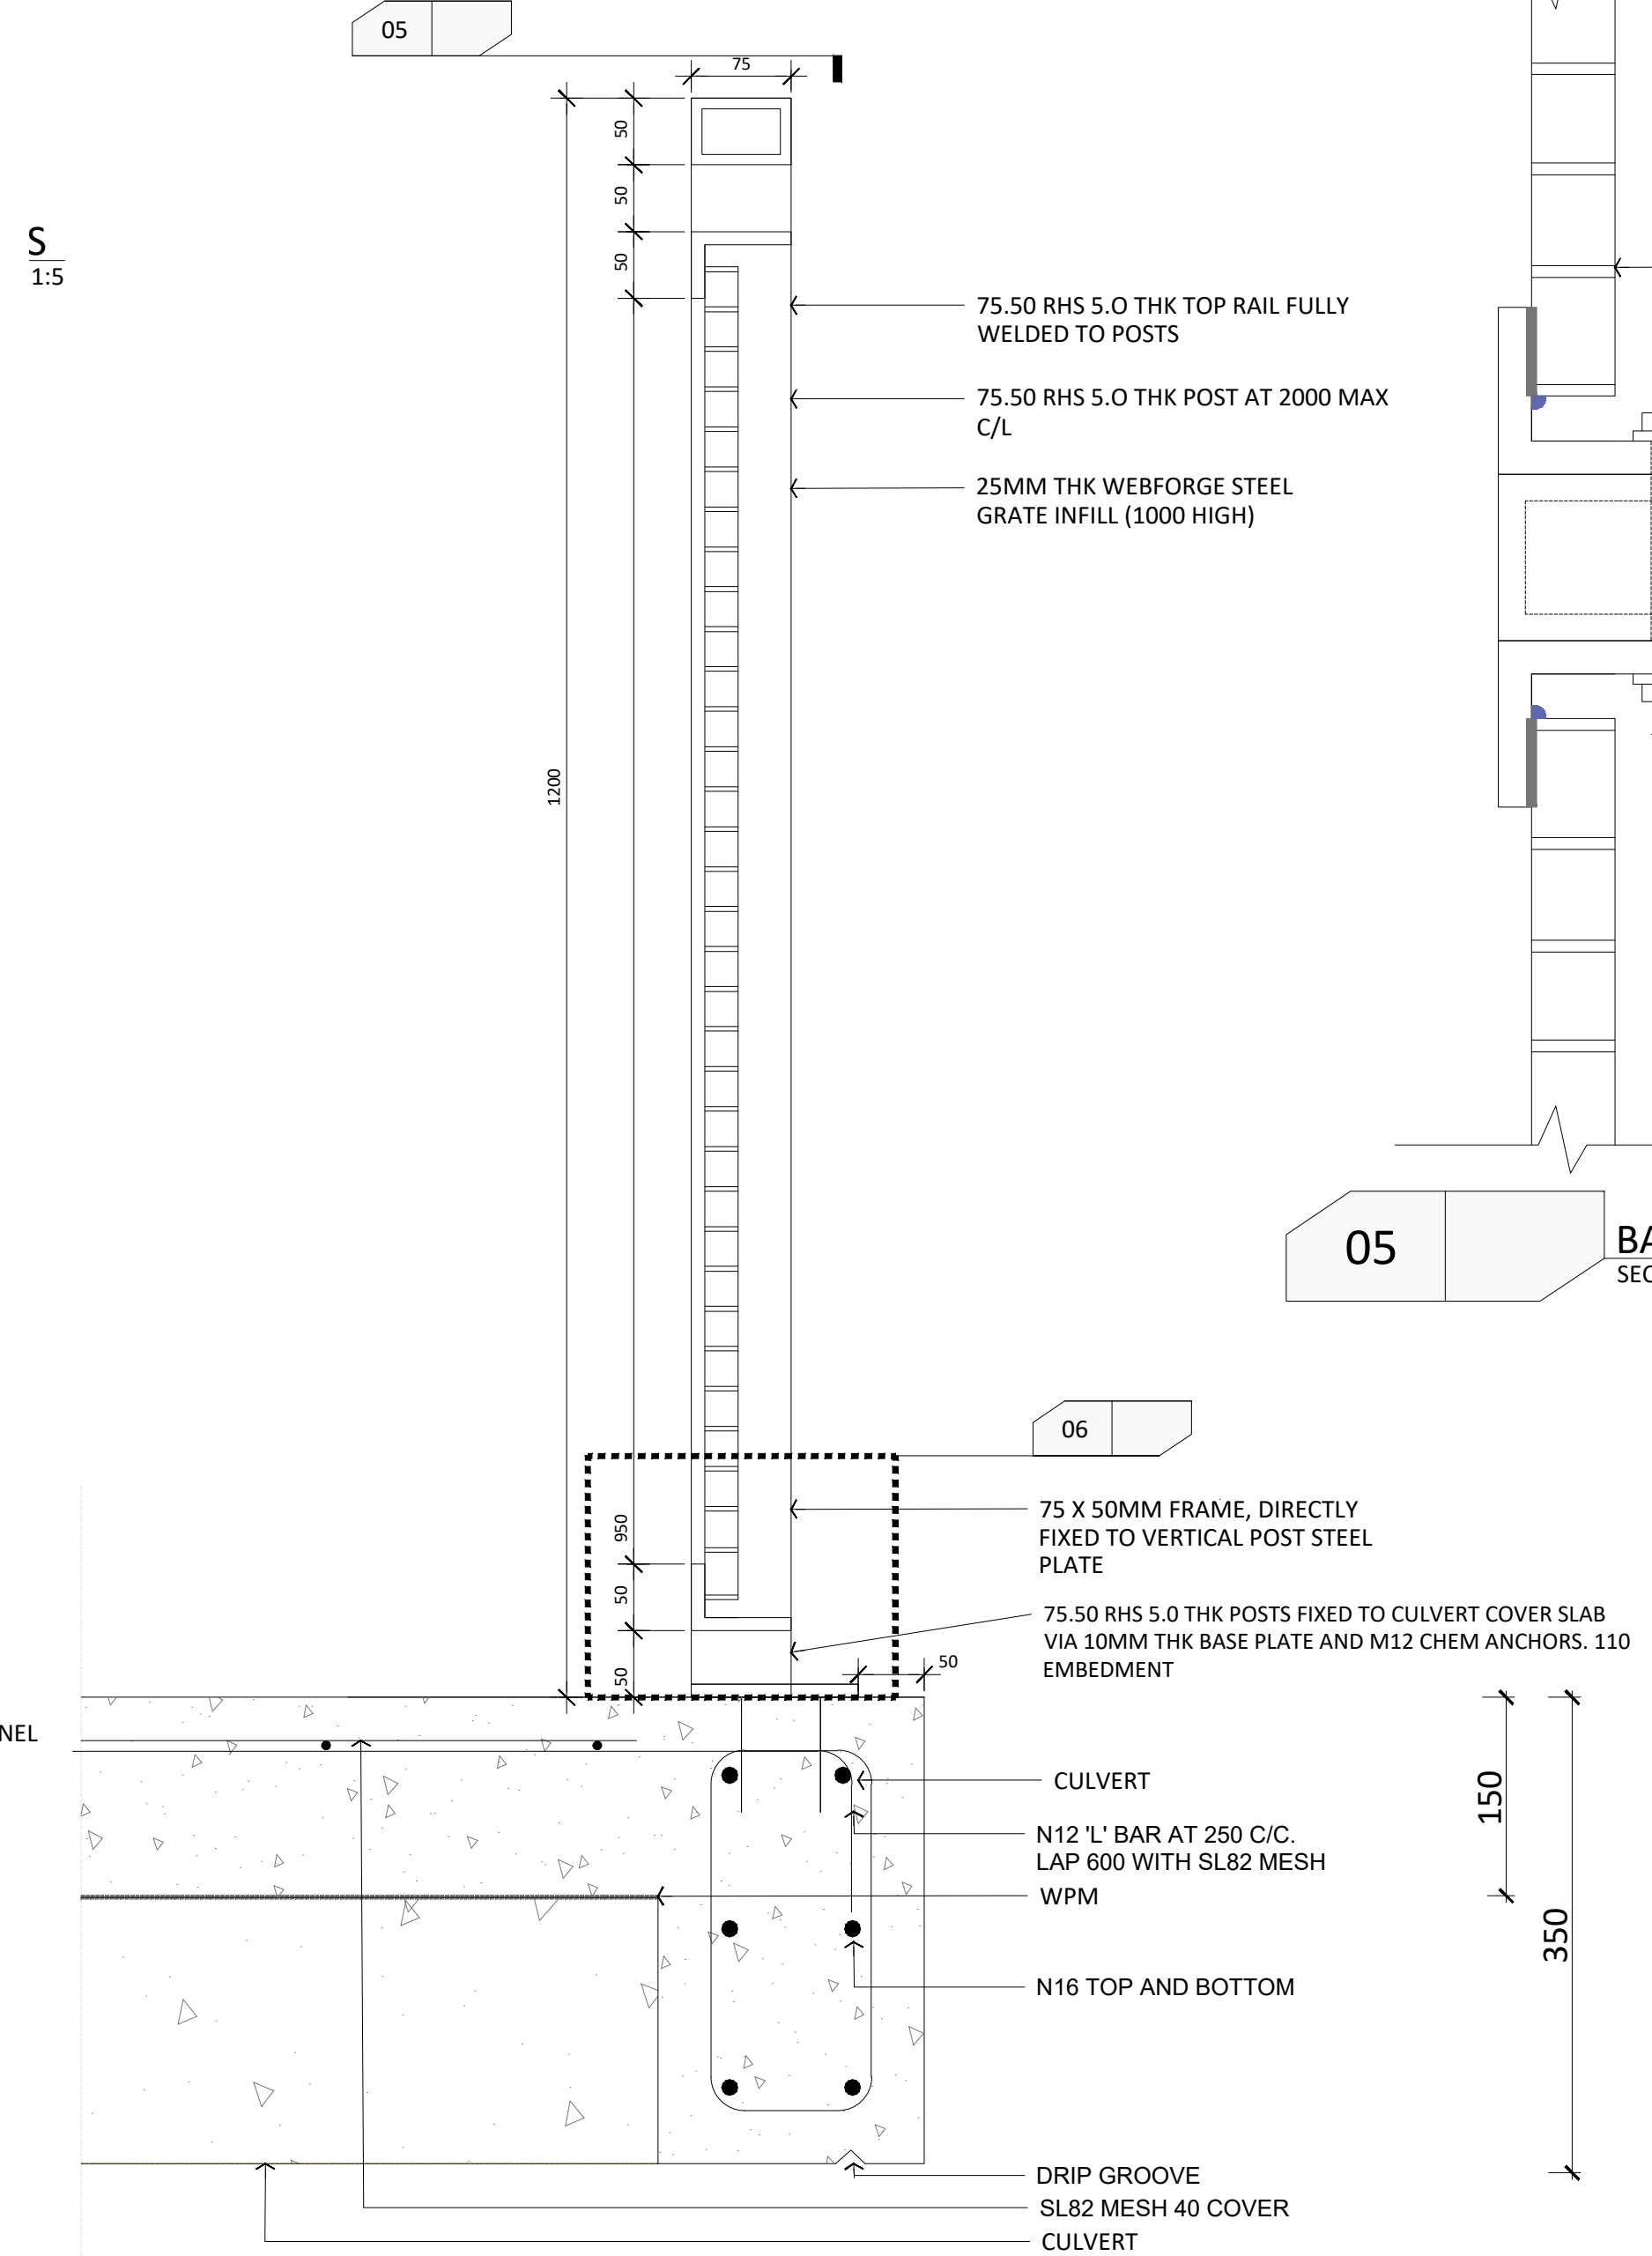 05
75
50
50
50
S
1:5
75.50 RHS 5.O THK TOP RAIL FULLY
WELDED TO POSTS
75.50 RHS 5.O THK POST AT 2000 MAX
C/L
25MM THK WEBFORGE STEEL
GRATE INFILL (1000 HIGH)
1200
05
BA
SEC
06
950
50
50
75 X 50MM FRAME, DIRECTLY
FIXED TO VERTICAL POST STEEL
PLATE
75.50 RHS 5.0 THK POSTS FIXED TO CULVERT COVER SLAB
VIA 10MM THK BASE PLATE AND M12 CHEM ANCHORS. 110
EMBEDMENT
50
NEL
CULVERT
150
N12 'L' BAR AT 250 C/C.
LAP 600 WITH SL82 MESH
WPM
350
N16 TOP AND BOTTOM
DRIP GROOVE
SL82 MESH 40 COVER
CULVERT